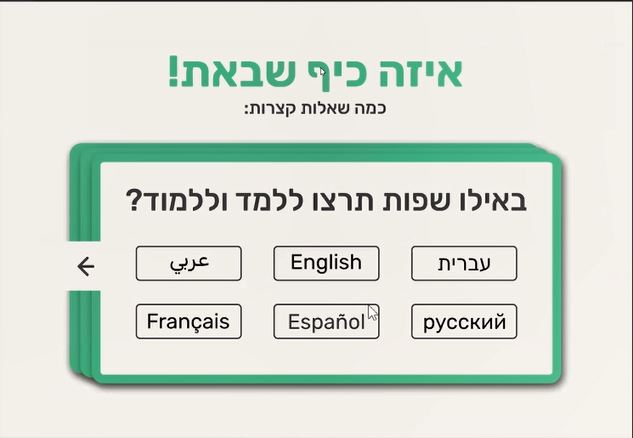 איזה כיף שבאת!
כמה שאלות קצרות:
באילו שפות תרצו ללמד וללמוד?
עברית
English
عربي
русский
Español
Français